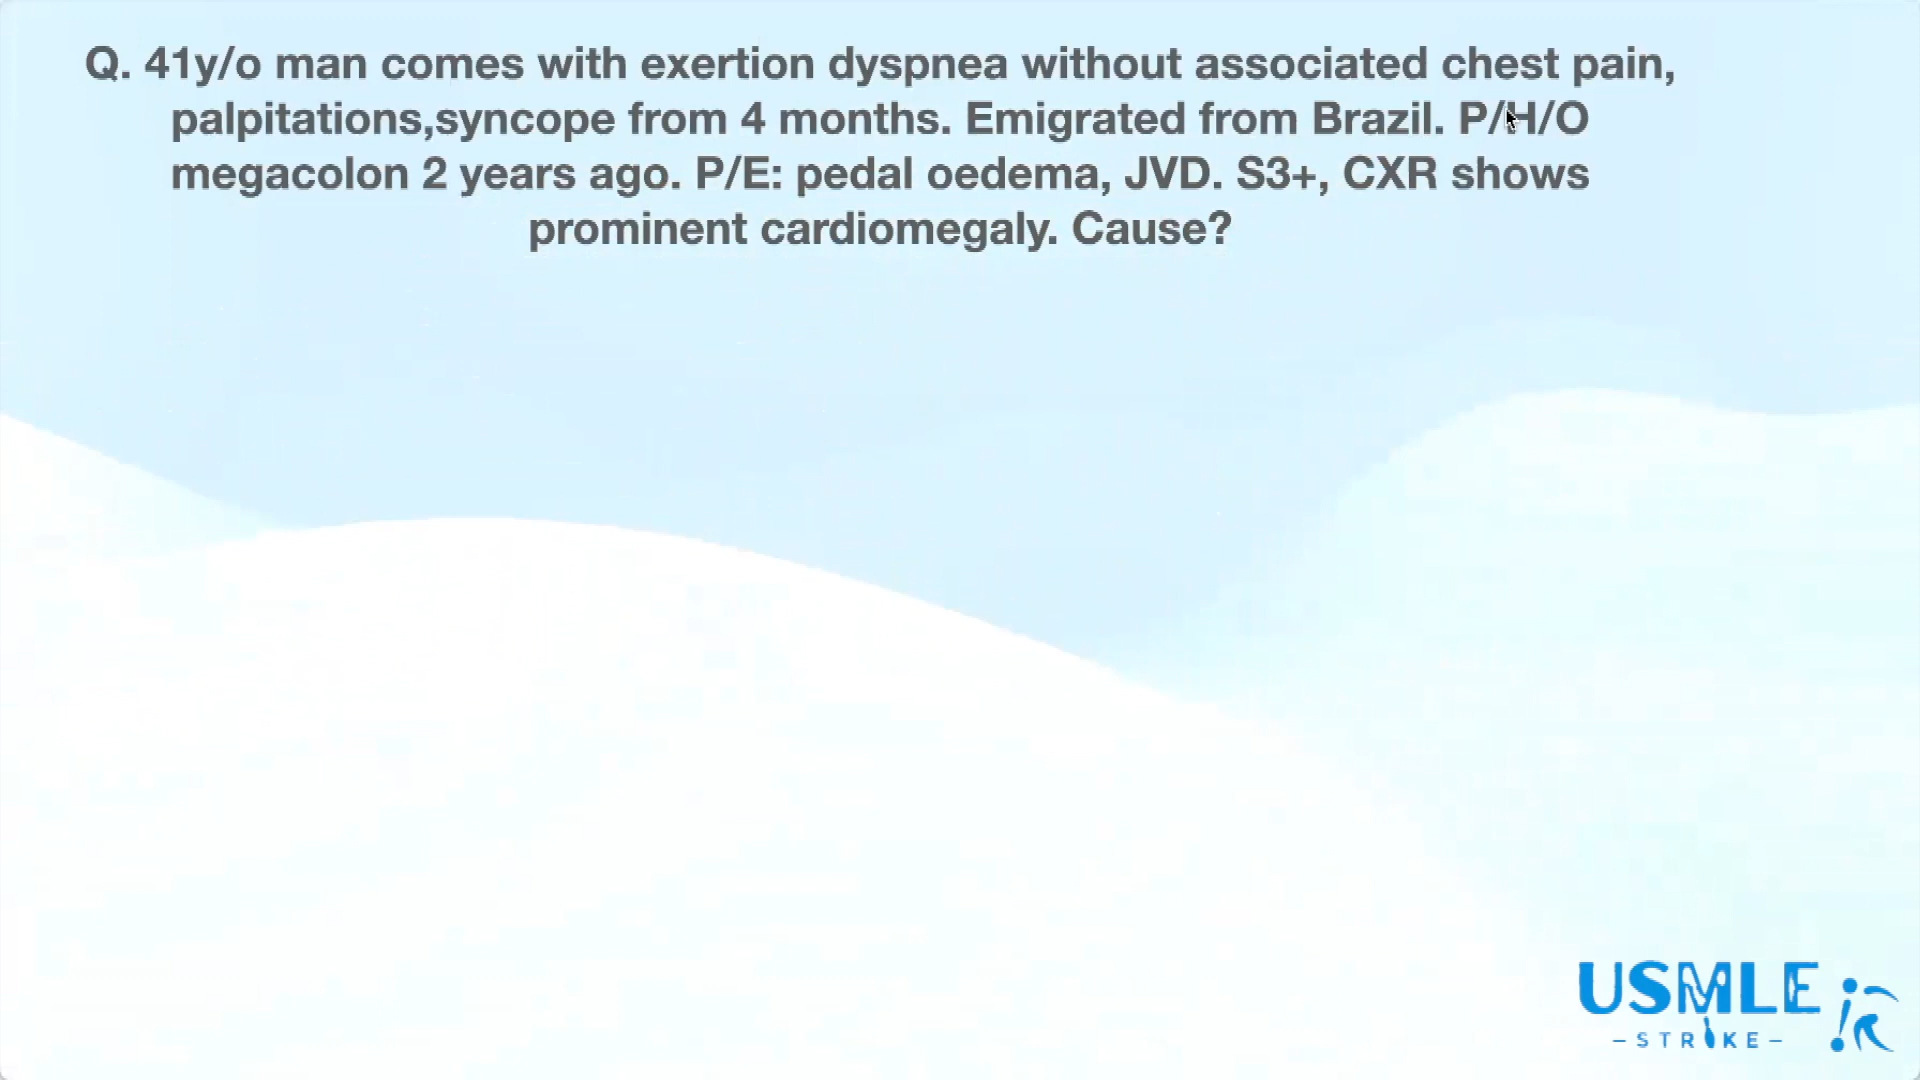 Q. 41y/o man comes with exertion dyspnea without associated chest pain,
palpitations,syncope from 4 months. Emigrated from Brazil. P/H/O
megacolon 2 years ago. P/E: pedal oedema, JVD. S3+, CXR shows
prominent cardiomegaly. Cause?
USMLE
-STRIKE-